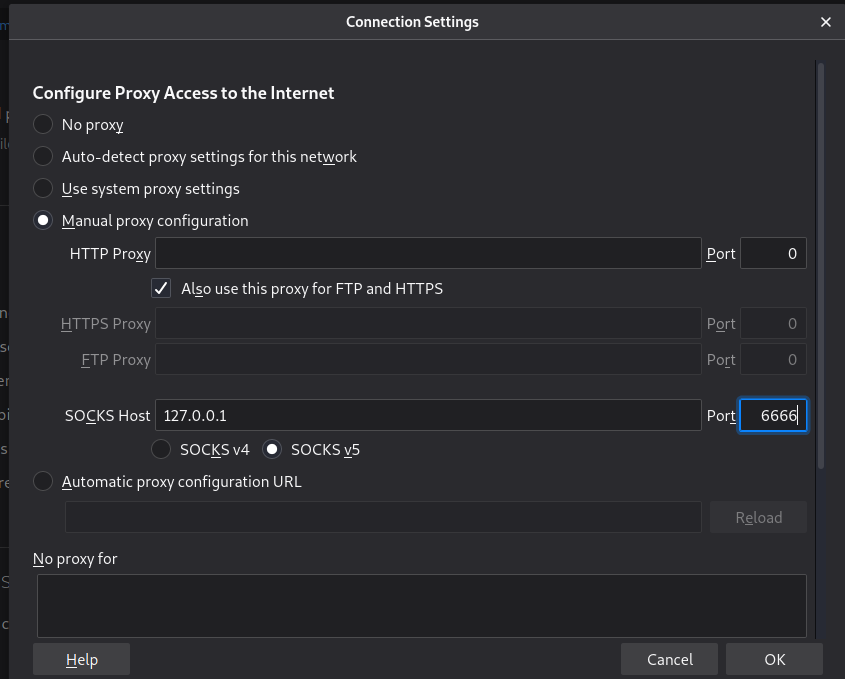 Connection Settings
Configure Proxy Access to the Internet
No proxy
Auto-detect proxy settings for this network
Use system proxy settings
Manual proxy configuration
HTTP Proxy Port 0
Also use this proxy for FTP and HTTPS
HTTPS Proxy Port 0
FTP Proxy Port 0
SOCKS Host 127.0.0.1 Port 6666
SOCKS v4 SOCKS v5
Automatic proxy configuration URL
Reload
No proxy for
Help Cancel OK